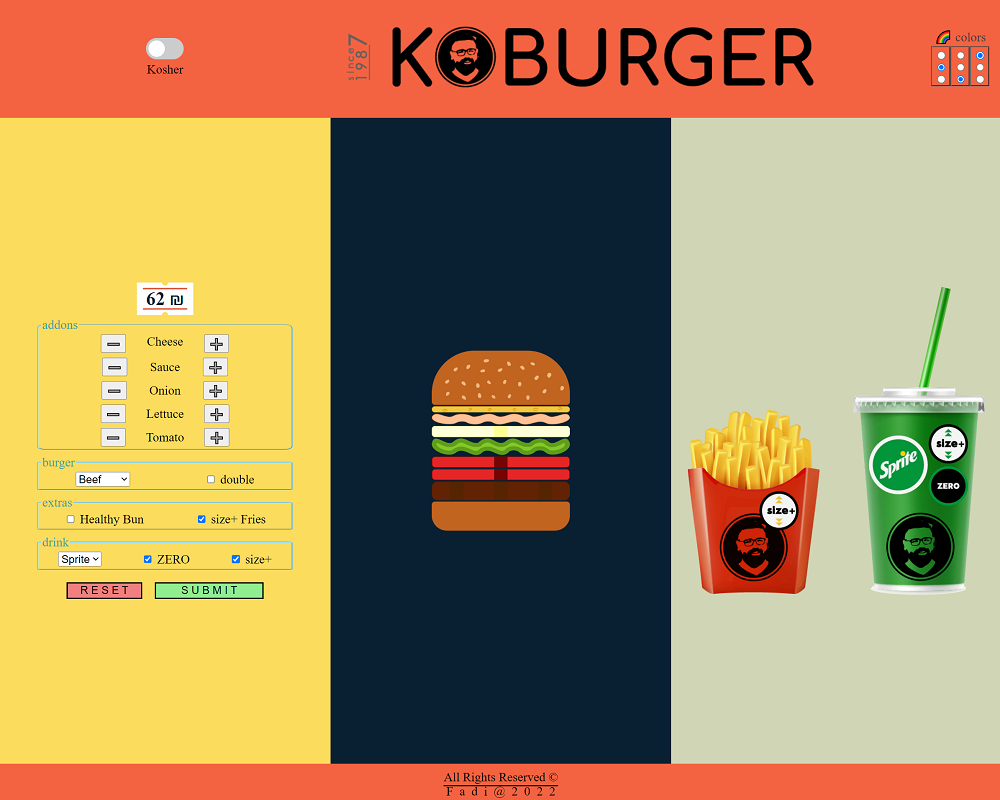 Kosher
since
1987
KOBURGER
🌈 colors
62 ₪
addons
Cheese
Sauce
Onion
Lettuce
Tomato
burger
Beef
double
extras
Healthy Bun
size+ Fries
drink
Sprite
ZERO
size+
RESET
SUBMIT
size+
Sprite
size+
ZERO
All Rights Reserved ©
Fadi@2022